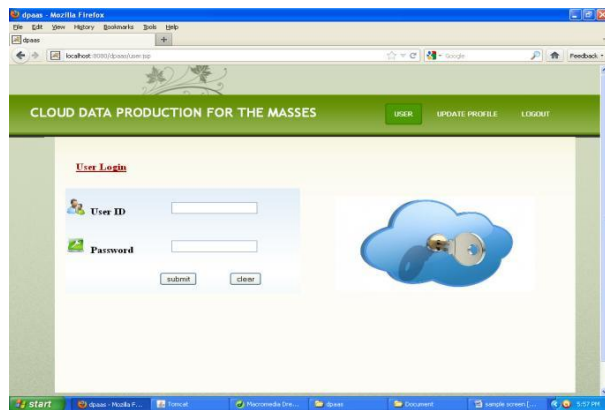 dpaas - Mozilla Firefox
File Edit View History Bookmarks Tools Help
dpaas +
localhost:8080/dpaas/user.jsp Google Feedback
CLOUD DATA PRODUCTION FOR THE MASSES USER UPDATE PROFILE LOGOUT
User Login
User ID
Password
submit clear
start dpaas - Mozilla F... Tomcat Macromedia Dre... dpaas Document sample screen [... 5:57 PM